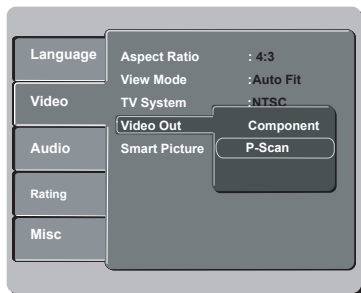 Language
Video
Audio
Rating
Misc
Aspect Ratio : 4:3
View Mode :Auto Fit
TV System :NTSC
Video Out Component
Smart Picture P-Scan